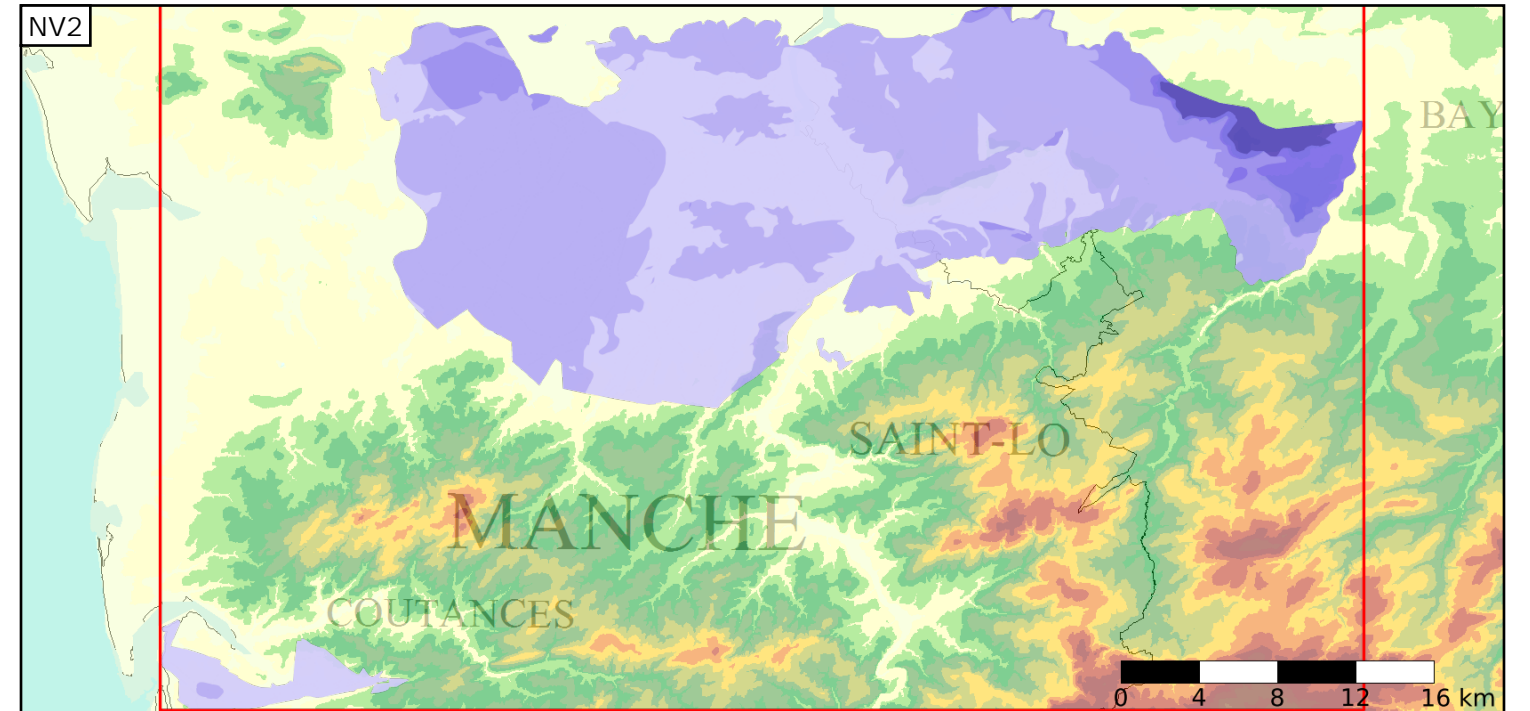 NV2
BAY
SAINT-LO
MANCHE
COUTANCES
0 4 8 12 16 km